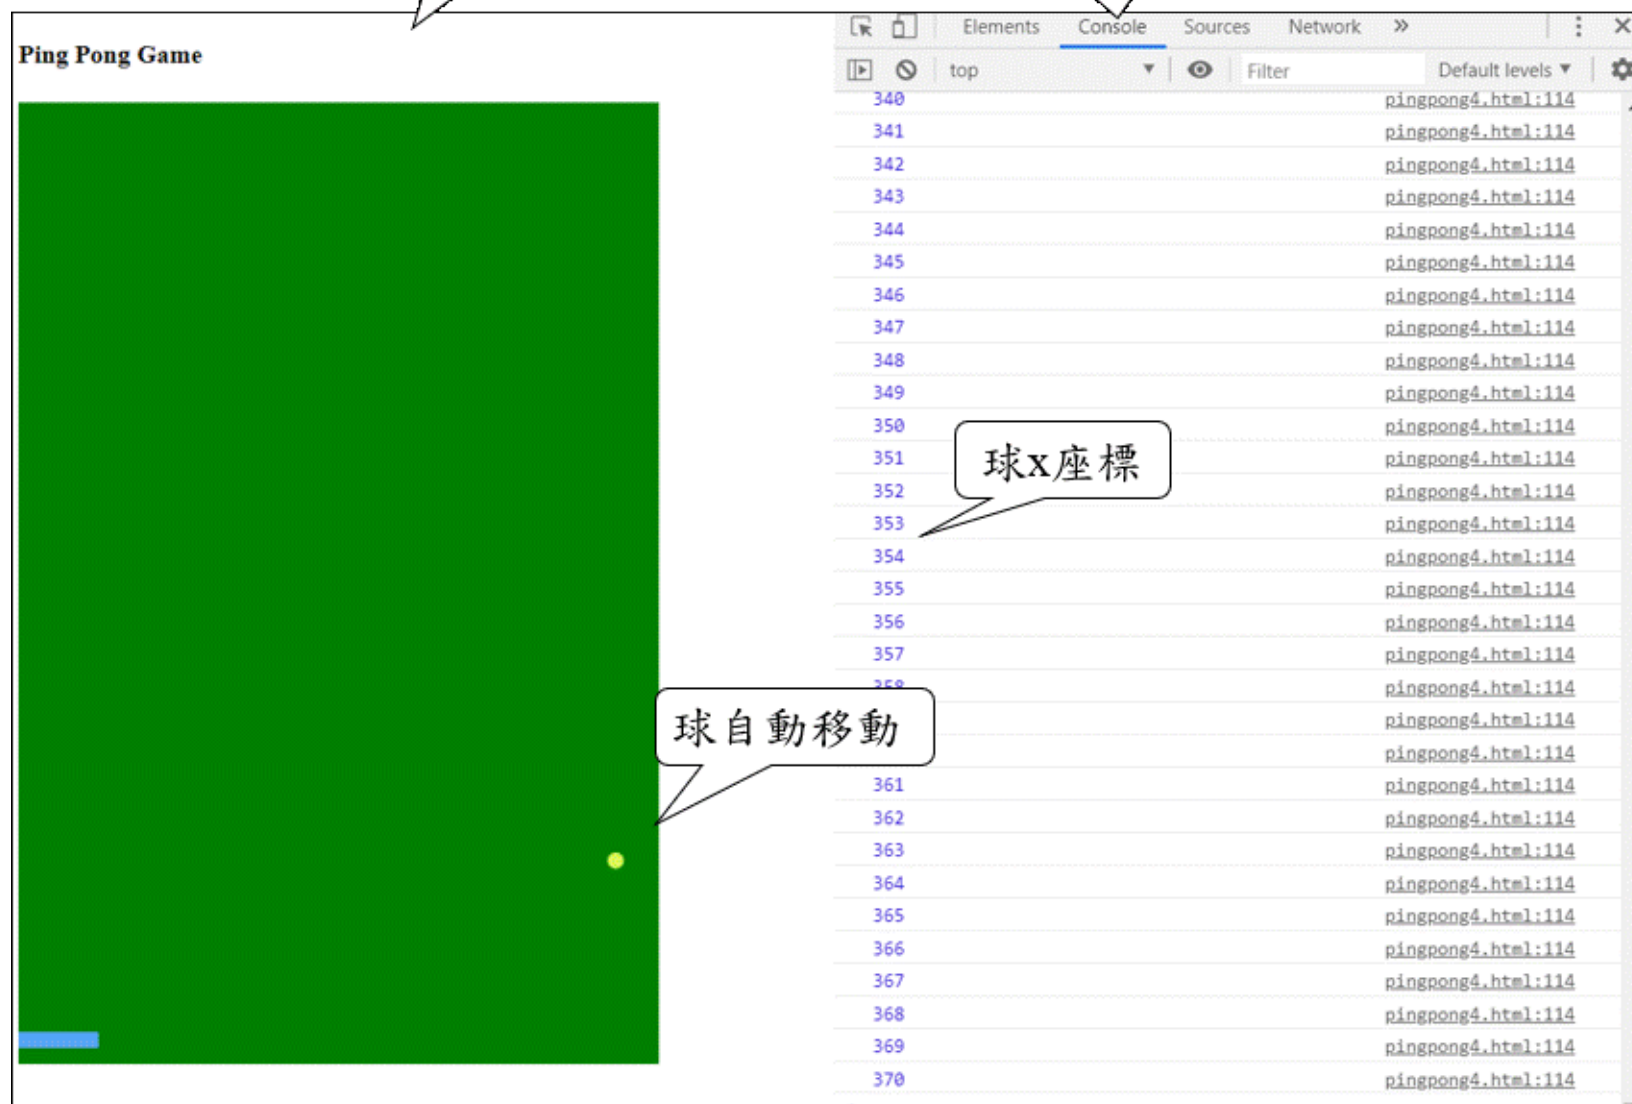 Ping Pong Game
Elements Console Sources Network »
top Filter Default levels
340 pingpong4.html:114
341 pingpong4.html:114
342 pingpong4.html:114
343 pingpong4.html:114
344 pingpong4.html:114
345 pingpong4.html:114
346 pingpong4.html:114
347 pingpong4.html:114
348 pingpong4.html:114
349 pingpong4.html:114
350 pingpong4.html:114
351 pingpong4.html:114
球x座標
352 pingpong4.html:114
353 pingpong4.html:114
354 pingpong4.html:114
355 pingpong4.html:114
356 pingpong4.html:114
357 pingpong4.html:114
358 pingpong4.html:114
pingpong4.html:114
球自動移動
pingpong4.html:114
361 pingpong4.html:114
362 pingpong4.html:114
363 pingpong4.html:114
364 pingpong4.html:114
365 pingpong4.html:114
366 pingpong4.html:114
367 pingpong4.html:114
368 pingpong4.html:114
369 pingpong4.html:114
370 pingpong4.html:114